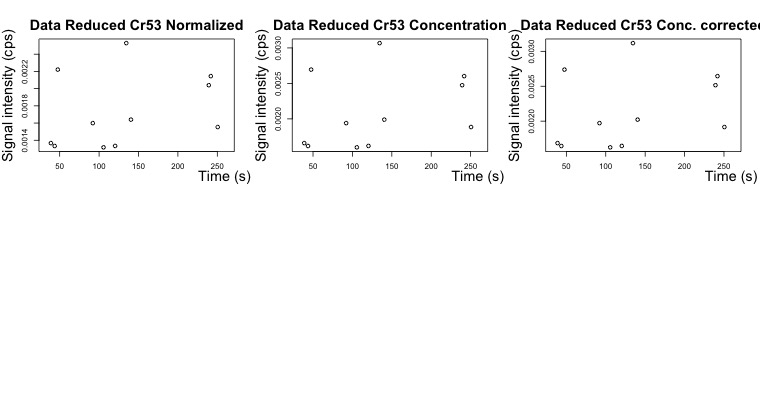 Data Reduced Cr53 Normalized
Signal intensity (cps)
0.0014 0.0018 0.0022
50 100 150 200 250
Time (s)
Data Reduced Cr53 Concentration
Signal intensity (cps)
0.0020 0.0025 0.0030
50 100 150 200 250
Time (s)
Data Reduced Cr53 Conc. corrected
Signal intensity (cps)
0.0020 0.0025 0.0030
50 100 150 200 250
Time (s)